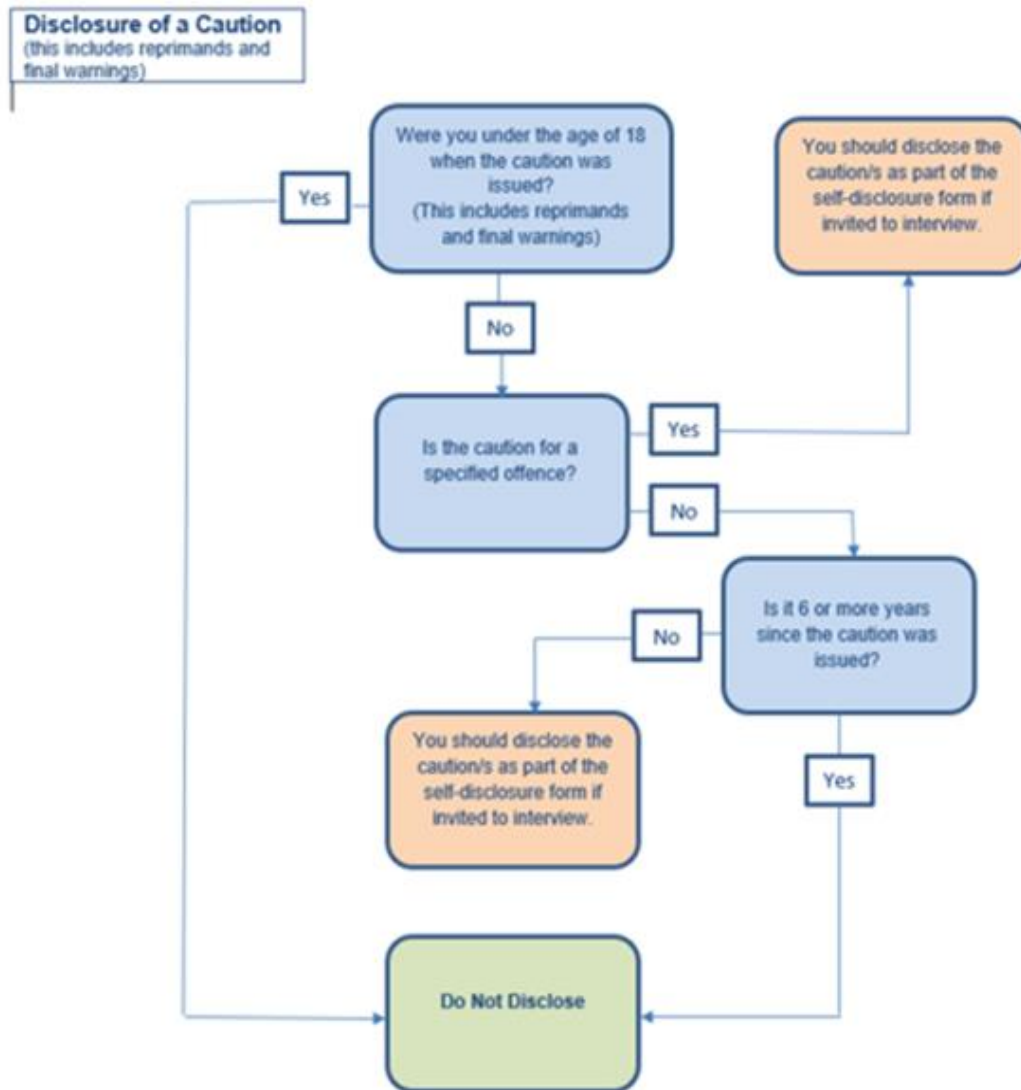 Disclosure of a Caution
(this includes reprimands and
final warnings)
Were you under the age of 18
when the caution was
issued?
(This includes reprimands
and final warnings)
You should disclose the
caution/s as part of the
self-disclosure form if
invited to interview.
Yes
No
Is the caution for a
specified offence?
Yes
No
Is it 6 or more years
since the caution was
issued?
No
You should disclose the
caution/s as part of the
self-disclosure form if
invited to interview.
Yes
Do Not Disclose